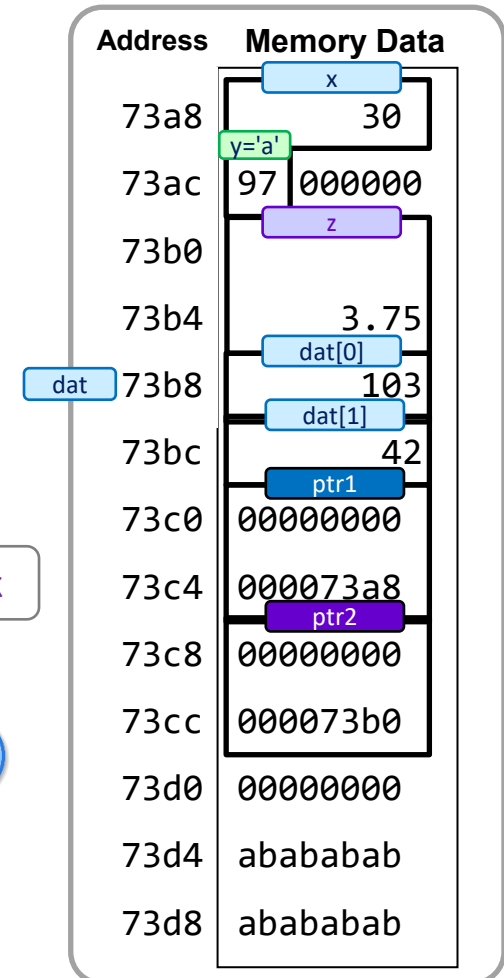 Address Memory Data
x
73a8 30
y='a'
73ac 97 000000
z
73b0
73b4 3.75
dat[0]
dat 73b8 103
dat[1]
73bc 42
ptr1
73c0 00000000
73c4 000073a8
ptr2
73c8 00000000
73cc 000073b0
73d0 00000000
73d4 abababab
73d8 abababab